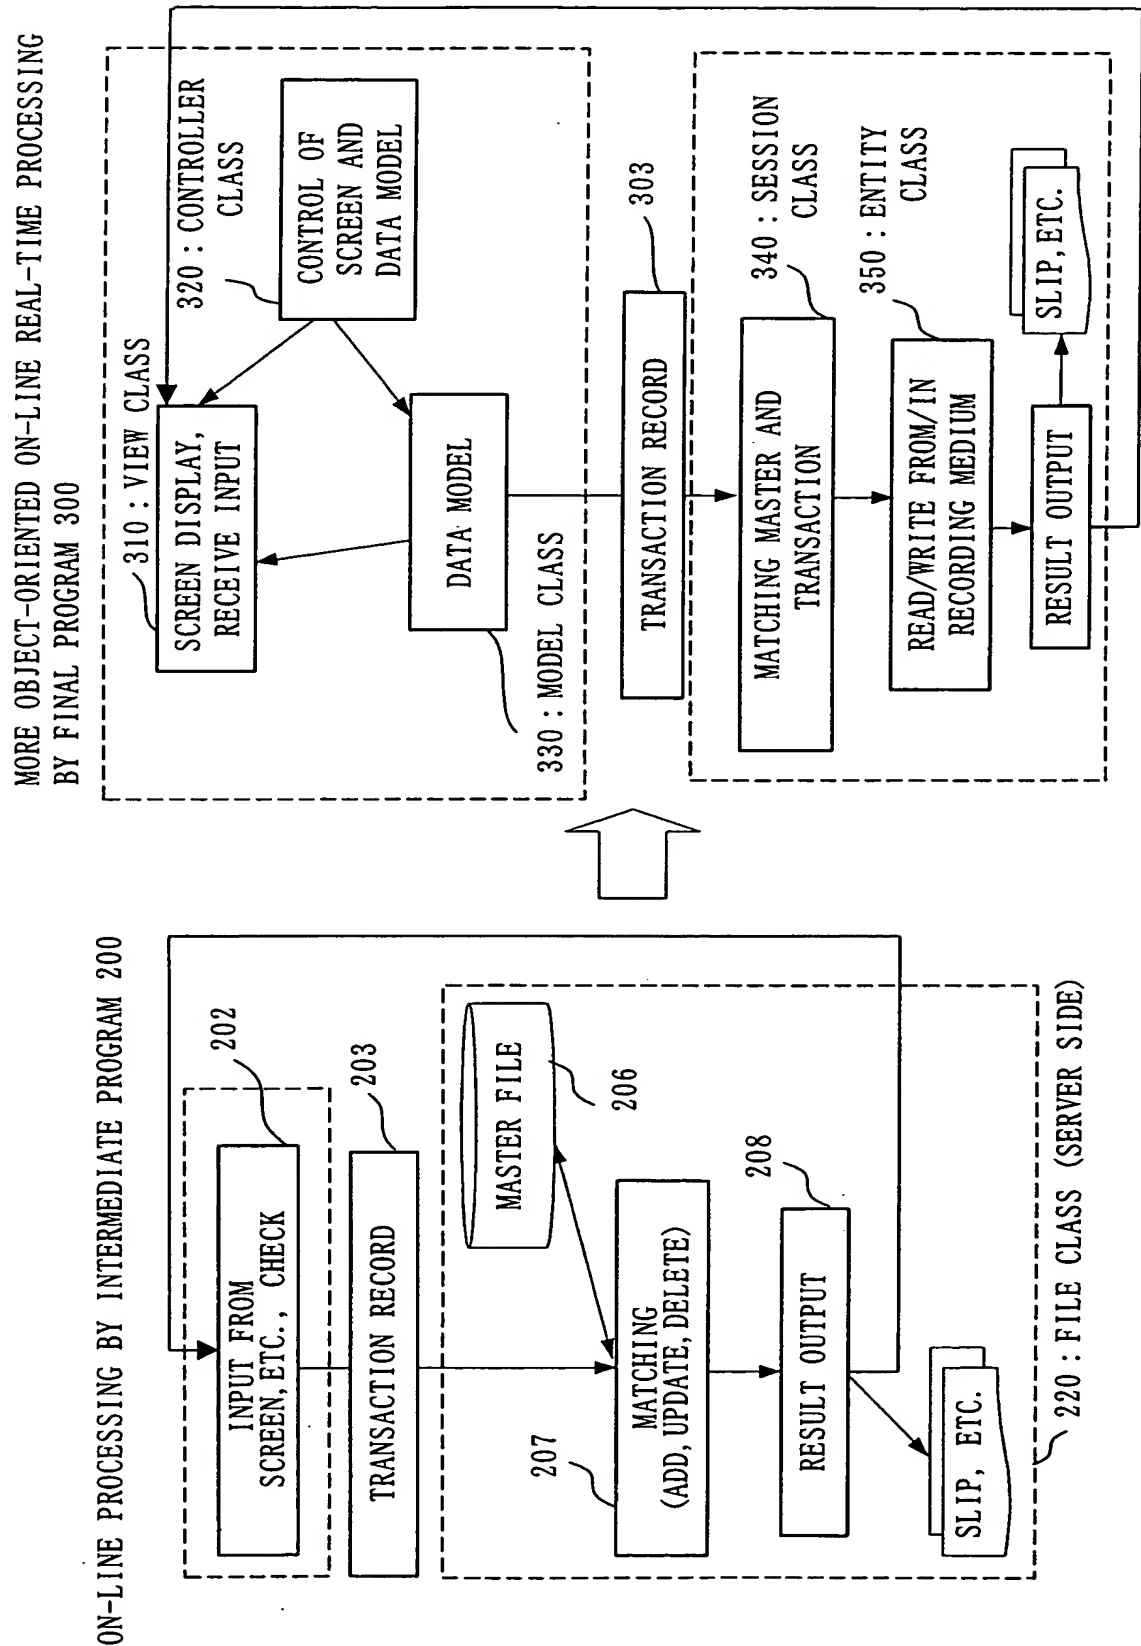 ON-LINE PROCESSING BY INTERMEDIATE PROGRAM 200
202
INPUT FROM
SCREEN, ETC., CHECK
203
TRANSACTION RECORD
MASTER FILE
206
207
MATCHING
(ADD, UPDATE, DELETE)
208
RESULT OUTPUT
SLIP, ETC.
220 : FILE CLASS (SERVER SIDE)
MORE OBJECT-ORIENTED ON-LINE REAL-TIME PROCESSING
BY FINAL PROGRAM 300
310 : VIEW CLASS
SCREEN DISPLAY,
RECEIVE INPUT
320 : CONTROLLER
CLASS
CONTROL OF
SCREEN AND
DATA MODEL
DATA MODEL
330 : MODEL CLASS
303
TRANSACTION RECORD
340 : SESSION
CLASS
MATCHING MASTER AND
TRANSACTION
350 : ENTITY
CLASS
READ/WRITE FROM/IN
RECORDING MEDIUM
RESULT OUTPUT
SLIP, ETC.